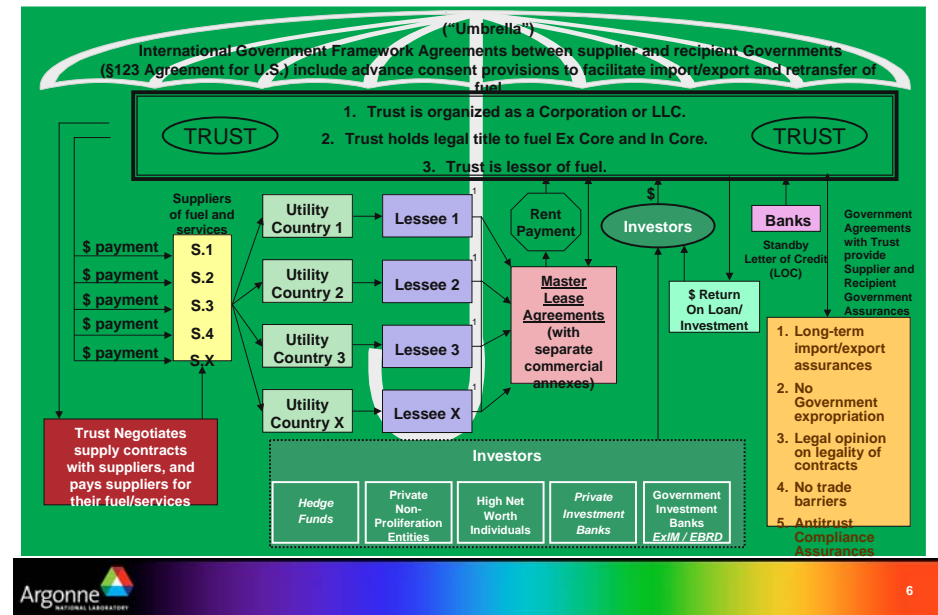 (“Umbrella”)
International Government Framework Agreements between supplier and recipient Governments
(§123 Agreement for U.S.) include advance consent provisions to facilitate import/export and retransfer of
fuel
TRUST
1. Trust is organized as a Corporation or LLC.
2. Trust holds legal title to fuel Ex Core and In Core.
3. Trust is lessor of fuel.
TRUST
Suppliers
of fuel and
services
$ payment
$ payment
$ payment
$ payment
$ payment
S.1
S.2
S.3
S.4
S.X
Utility
Country 1
Utility
Country 2
Utility
Country 3
Utility
Country X
Lessee 1
Lessee 2
Lessee 3
Lessee X
1
1
1
1
Rent
Payment
Master
Lease
Agreements
(with
separate
commercial
annexes)
$
Investors
$ Return
On Loan/
Investment
Banks
Standby
Letter of Credit
(LOC)
Government
Agreements
with Trust
provide
Supplier and
Recipient
Government
Assurances
1. Long-term
import/export
assurances
2. No
Government
expropriation
3. Legal opinion
on legality of
contracts
4. No trade
barriers
5. Antitrust
Compliance
Assurances
Trust Negotiates
supply contracts
with suppliers, and
pays suppliers for
their fuel/services
Investors
Hedge
Funds
Private
Non-
Proliferation
Entities
High Net
Worth
Individuals
Private
Investment
Banks
Government
Investment
Banks
ExIM / EBRD
Argonne
NATIONAL LABORATORY
6